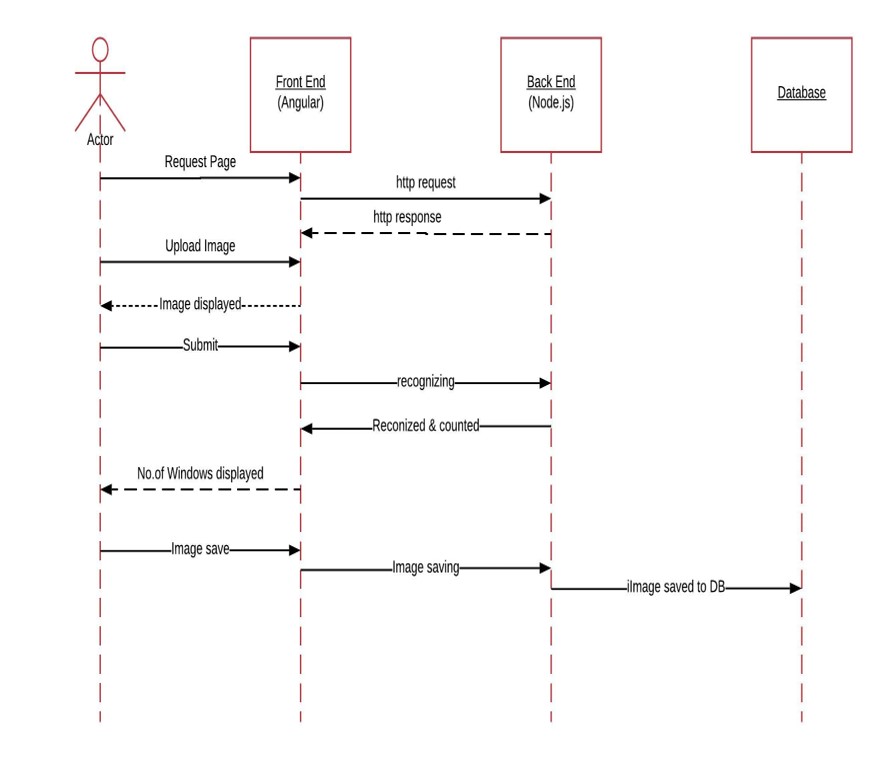 Front End
(Angular)
Back End
(Node.js)
Database
Actor
Request Page
http request
http response
Upload Image
Image displayed
Submit
recognizing
Reconized & counted
No.of Windows displayed
Image save
Image saving
iImage saved to DB